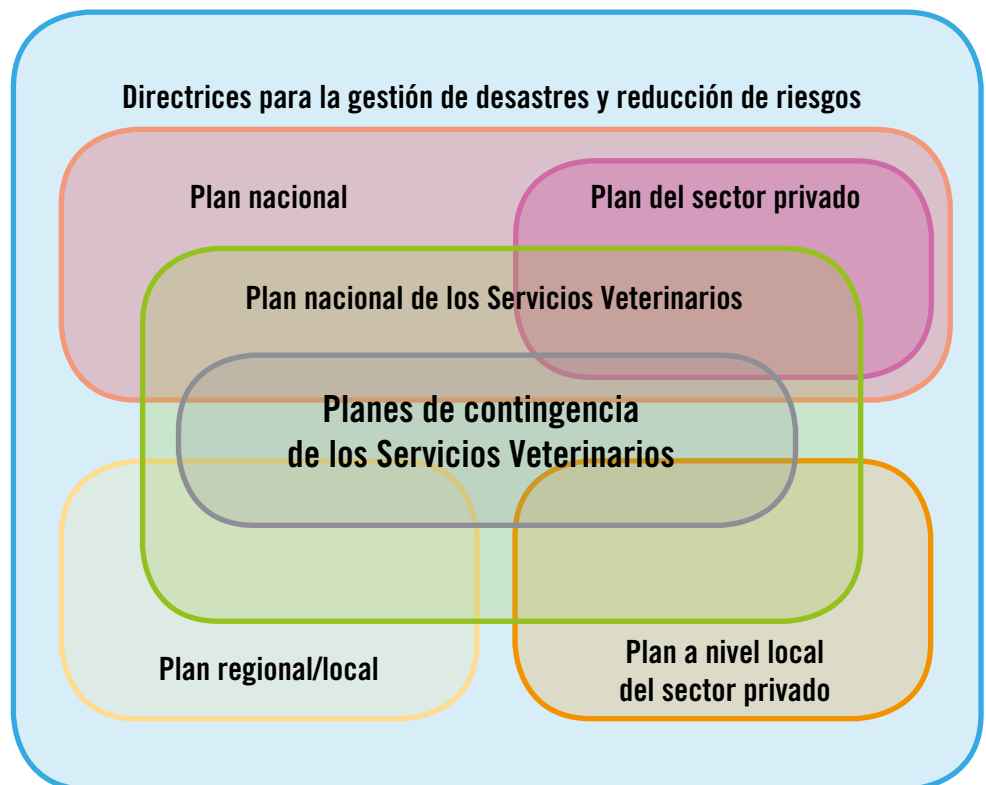 Directrices para la gestión de desastres y reducción de riesgos
Plan nacional
Plan del sector privado
Plan nacional de los Servicios Veterinarios
Planes de contingencia
de los Servicios Veterinarios
Plan regional/local
Plan a nivel local
del sector privado